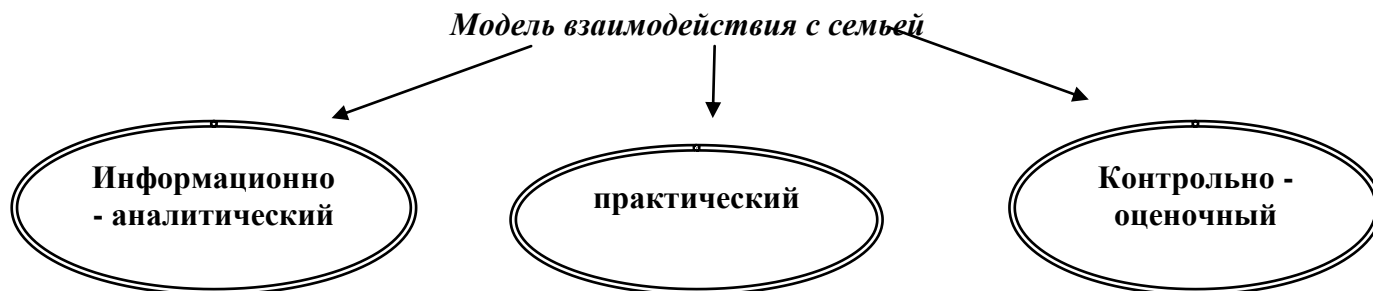 Модель взаимодействия с семьей
Информационно
- аналитический
практический
Контрольно -
оценочный